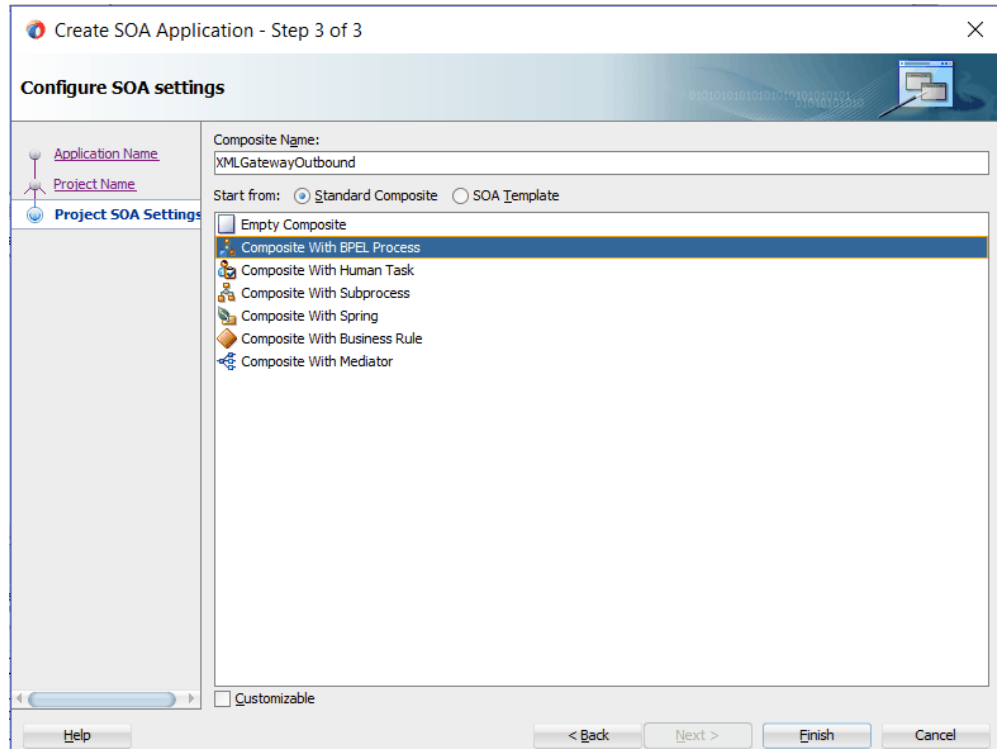 Create SOA Application - Step 3 of 3
Configure SOA settings
Application Name
Project Name
Project SOA Settings
Composite Name:
XMLGatewayOutbound
Start from: Standard Composite SOA Template
Empty Composite
Composite With BPEL Process
Composite With Human Task
Composite With Subprocess
Composite With Spring
Composite With Business Rule
Composite With Mediator
Customizable
Help < Back Next > Finish Cancel